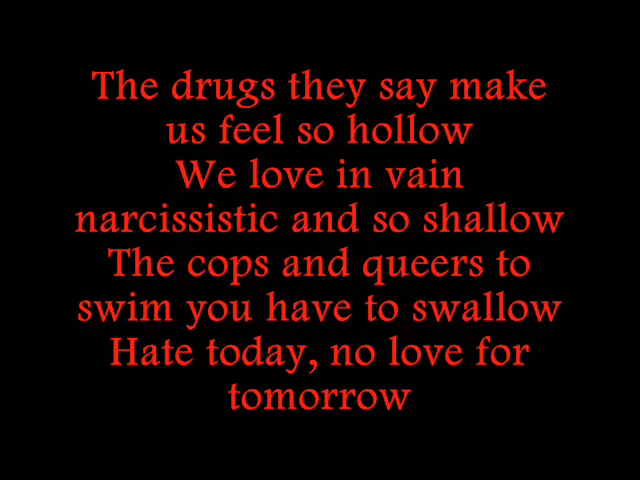 The drugs they say make
us feel so hollow
We love in vain
narcissistic and so shallow
The cops and queers to
swim you have to swallow
Hate today, no love for
tomorrow